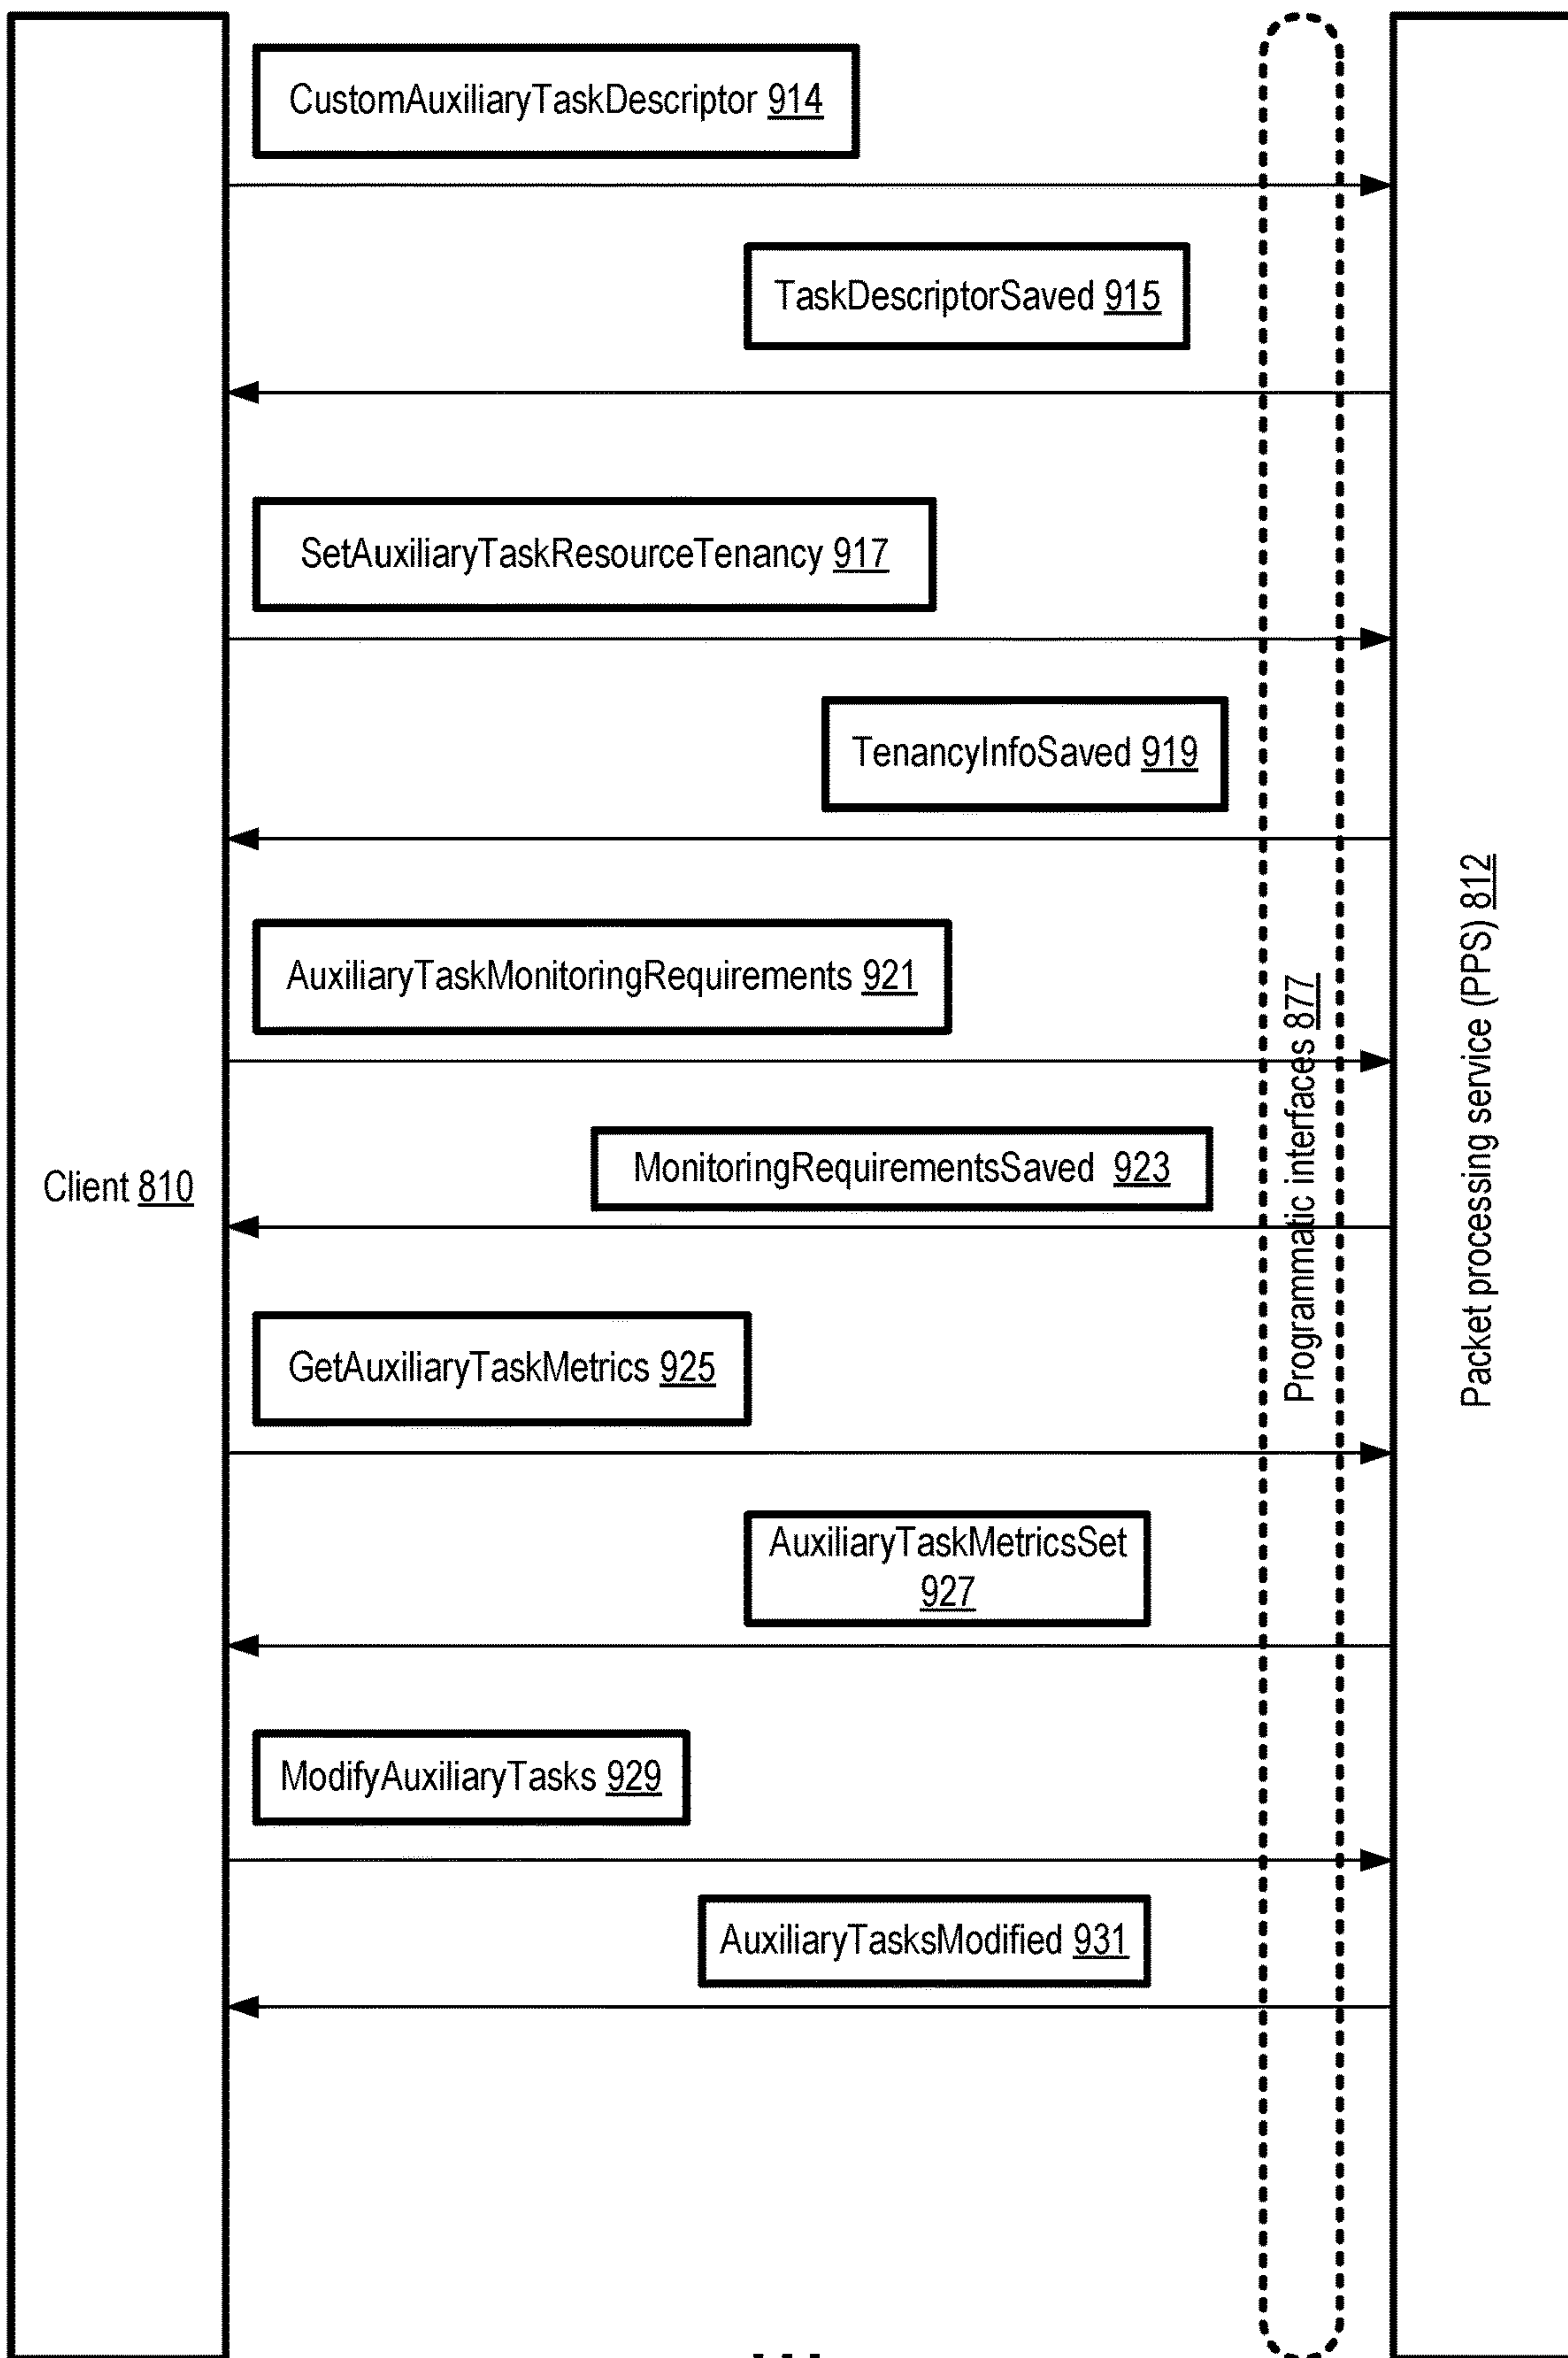 CustomAuxiliaryTaskDescriptor 914
TaskDescriptorSaved 915
SetAuxiliaryTaskResourceTenancy 917
TenancyInfoSaved 919
AuxiliaryTaskMonitoringRequirements 921
MonitoringRequirementsSaved 923
Client 810
Programmatic interfaces 877
Packet processing service (PPS) 812
GetAuxiliaryTaskMetrics 925
AuxiliaryTaskMetricsSet
927
ModifyAuxiliaryTasks 929
AuxiliaryTasksModified 931